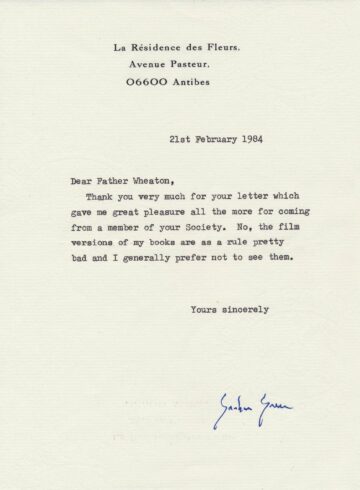 La Résidence des Fleurs,
Avenue Pasteur,
06600 Antibes
21st February 1984
Dear Father Wheaton,
Thank you very much for your letter which
gave me great pleasure all the more for coming
from a member of your Society. No, the film
versions of my books are as a rule pretty
bad and I generally prefer not to see them.
Yours sincerely
Graham Greene